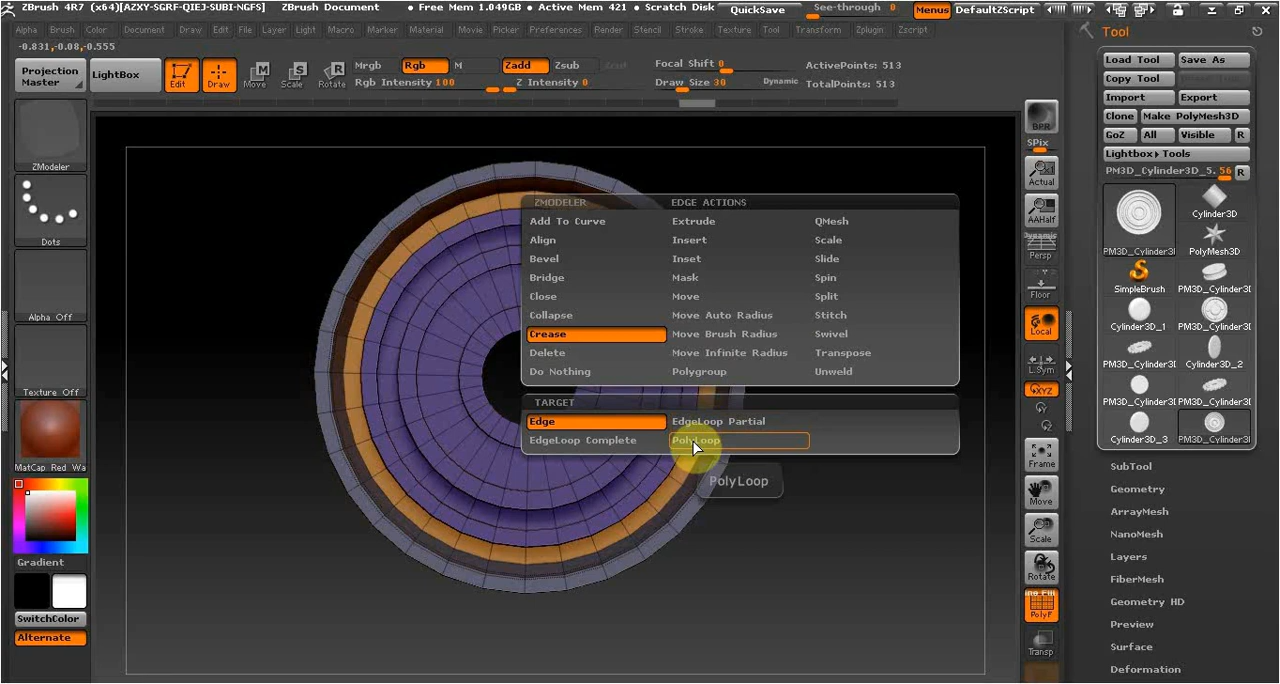 ZBrush 4R7 (x64)[AZXY-SGRF-QIEJ-SUBI-NGFS] ZBrush Document • Free Mem 1.049GB • Active Mem 421 • Scratch Disk QuickSave See-through 0 Menus DefaultZScript
Alpha Brush Color Document Draw Edit File Layer Light Macro Marker Material Movie Picker Preferences Render Stencil Stroke Texture Tool Transform Zplugin Zscript
-0.831,-0.08,-0.555
Projection Master
LightBox
Edit
Draw
Move
Scale
Rotate
Mrgb Rgb M
Rgb Intensity 100
Zadd Zsub
Z Intensity 0
Focal Shift 0
Draw Size 30
Dynamic
ActivePoints: 513
TotalPoints: 513
ZModeler
Dots
Alpha Off
Texture Off
MatCap Red Wa
Gradient
SwitchColor
Alternate
ZMODELER EDGE ACTIONS
Add To Curve Extrude QMesh
Align Insert Scale
Bevel Inset Slide
Bridge Mask Spin
Close Move Split
Collapse Move Auto Radius Stitch
Crease Move Brush Radius Swivel
Delete Move Infinite Radius Transpose
Do Nothing Polygroup Unweld
TARGET
Edge EdgeLoop Partial
EdgeLoop Complete PolyLoop
PolyLoop
BPR
SPix
Actual
AAHalf
Dynamic
Persp
Floor
Local
L.Sym
XYZ
Frame
Move
Scale
Rotate
PolyF
Transp
Tool
Load Tool Save As
Copy Tool
Import Export
Clone Make PolyMesh3D
GoZ All Visible R
Lightbox▸Tools
PM3D_Cylinder3D_5. 56 R
PM3D_Cylinder3D Cylinder3D
PolyMesh3D
SimpleBrush PM3D_Cylinder3D
Cylinder3D_1 PM3D_Cylinder3D
PM3D_Cylinder3D Cylinder3D_2
PM3D_Cylinder3D PM3D_Cylinder3D
Cylinder3D_3 PM3D_Cylinder3D
SubTool
Geometry
ArrayMesh
NanoMesh
Layers
FiberMesh
Geometry HD
Preview
Surface
Deformation